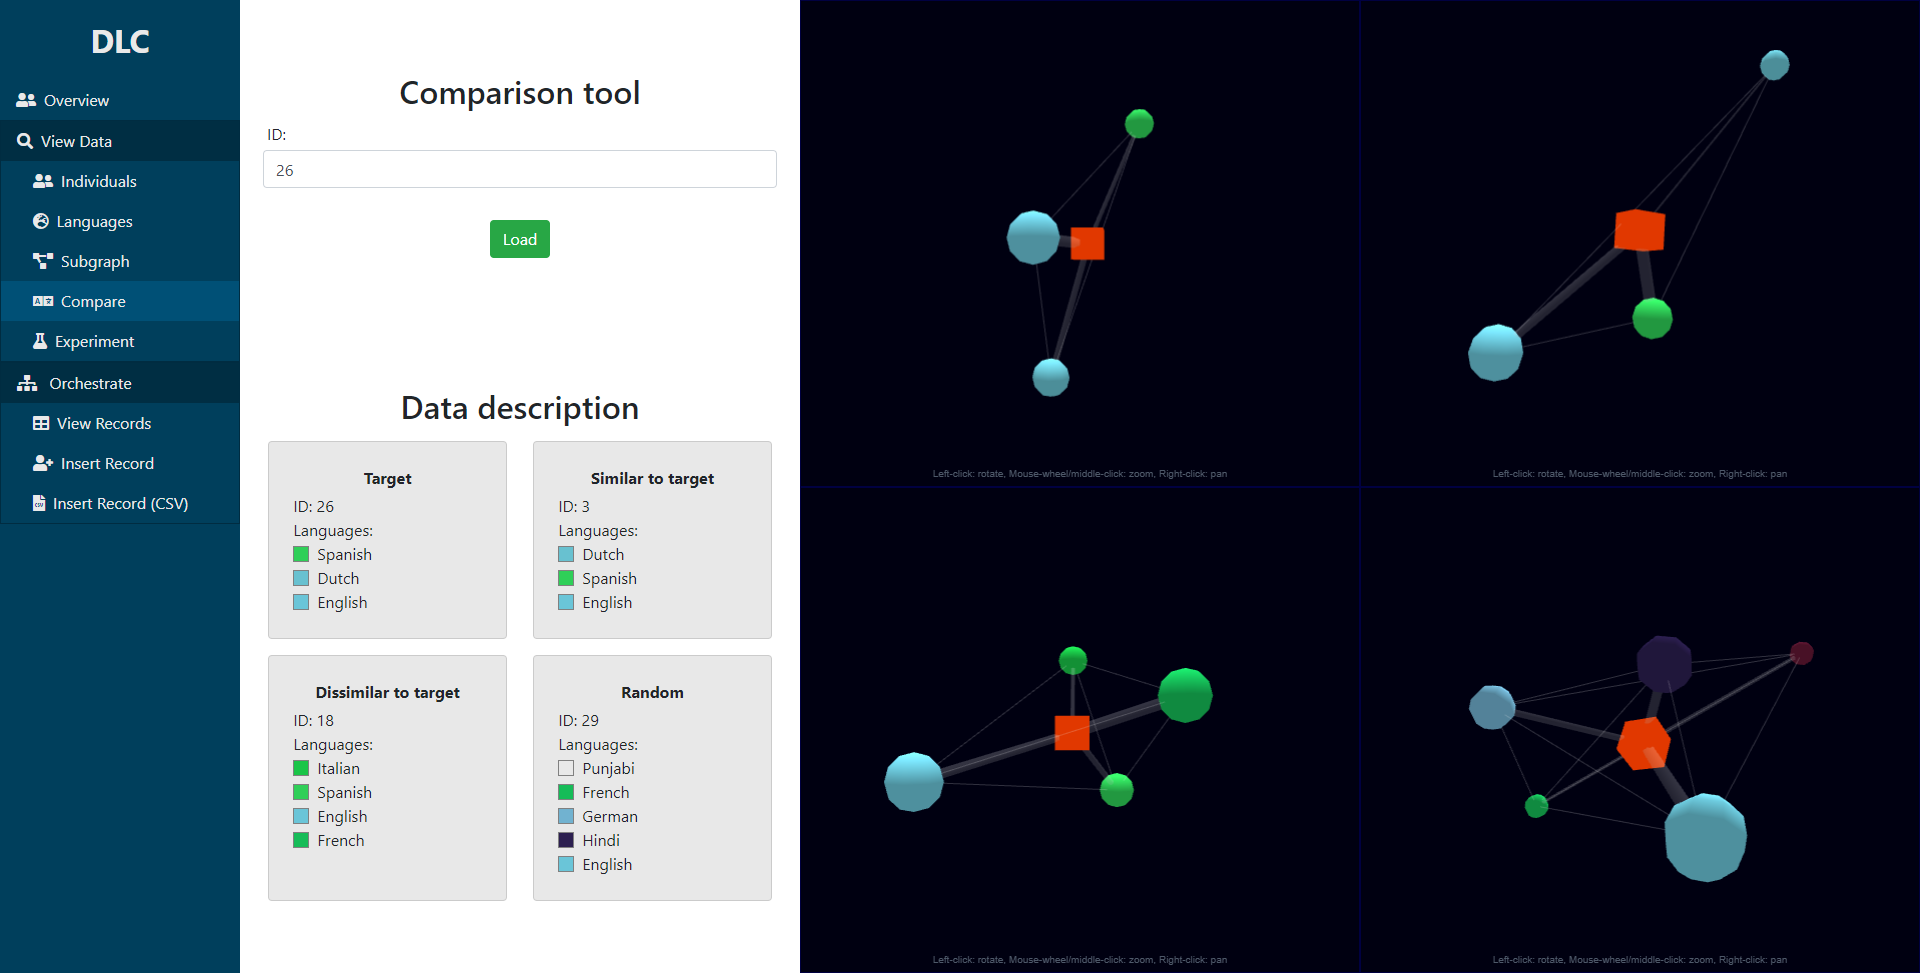 DLC
Overview
View Data
Individuals
Languages
Subgraph
Compare
Experiment
Orchestrate
View Records
Insert Record
Insert Record (CSV)
Comparison tool
ID:
26
Load
Data description
Target
ID: 26
Languages:
Spanish
Dutch
English
Similar to target
ID: 3
Languages:
Dutch
Spanish
English
Dissimilar to target
ID: 18
Languages:
Italian
Spanish
English
French
Random
ID: 29
Languages:
Punjabi
French
German
Hindi
English
Left-click: rotate, Mouse-wheel/middle-click: zoom, Right-click: pan
Left-click: rotate, Mouse-wheel/middle-click: zoom, Right-click: pan
Left-click: rotate, Mouse-wheel/middle-click: zoom, Right-click: pan
Left-click: rotate, Mouse-wheel/middle-click: zoom, Right-click: pan